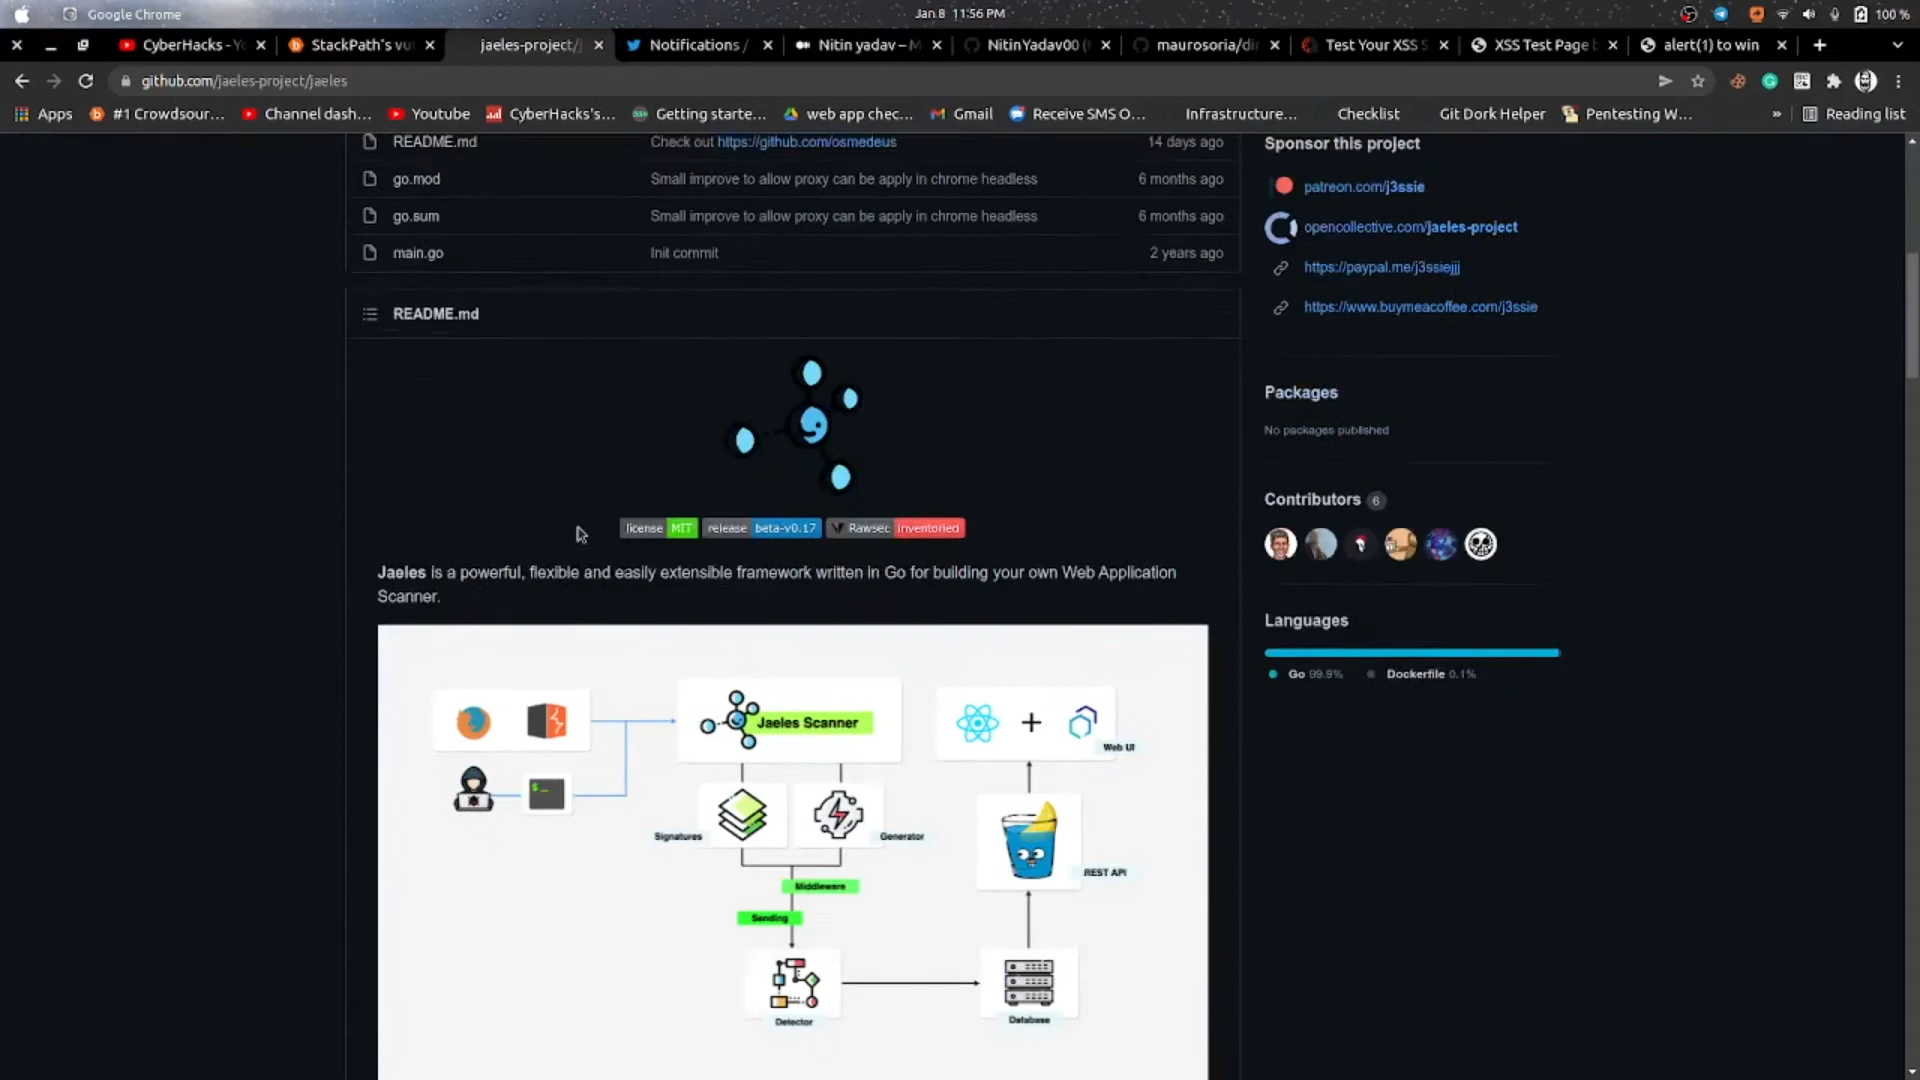 Google Chrome
Jan 8 11:56 PM
100 %
CyberHacks - Y
StackPath's vul
jaeles-project/j
Notifications /
Nitin yadav – M
NitinYadav00 (
maurosoria/dir
Test Your XSS S
XSS Test Page b
alert(1) to win
github.com/jaeles-project/jaeles
Apps
#1 Crowdsour...
Channel dash...
Youtube
CyberHacks's...
Getting starte...
web app chec...
Gmail
Receive SMS O...
Infrastructure...
Checklist
Git Dork Helper
Pentesting W...
»
Reading list
README.md Check out https://github.com/osmedeus 14 days ago
go.mod Small improve to allow proxy can be apply in chrome headless 6 months ago
go.sum Small improve to allow proxy can be apply in chrome headless 6 months ago
main.go Init commit 2 years ago
README.md
license MIT release beta-v0.17 Rawsec inventoried
Jaeles is a powerful, flexible and easily extensible framework written in Go for building your own Web Application
Scanner.
Jaeles Scanner
Web UI
$ _
Signatures
Generator
REST API
Middleware
Sending
Detector
Database
Sponsor this project
patreon.com/j3ssie
opencollective.com/jaeles-project
https://paypal.me/j3ssiejjj
https://www.buymeacoffee.com/j3ssie
Packages
No packages published
Contributors 6
Languages
Go 99.9% Dockerfile 0.1%